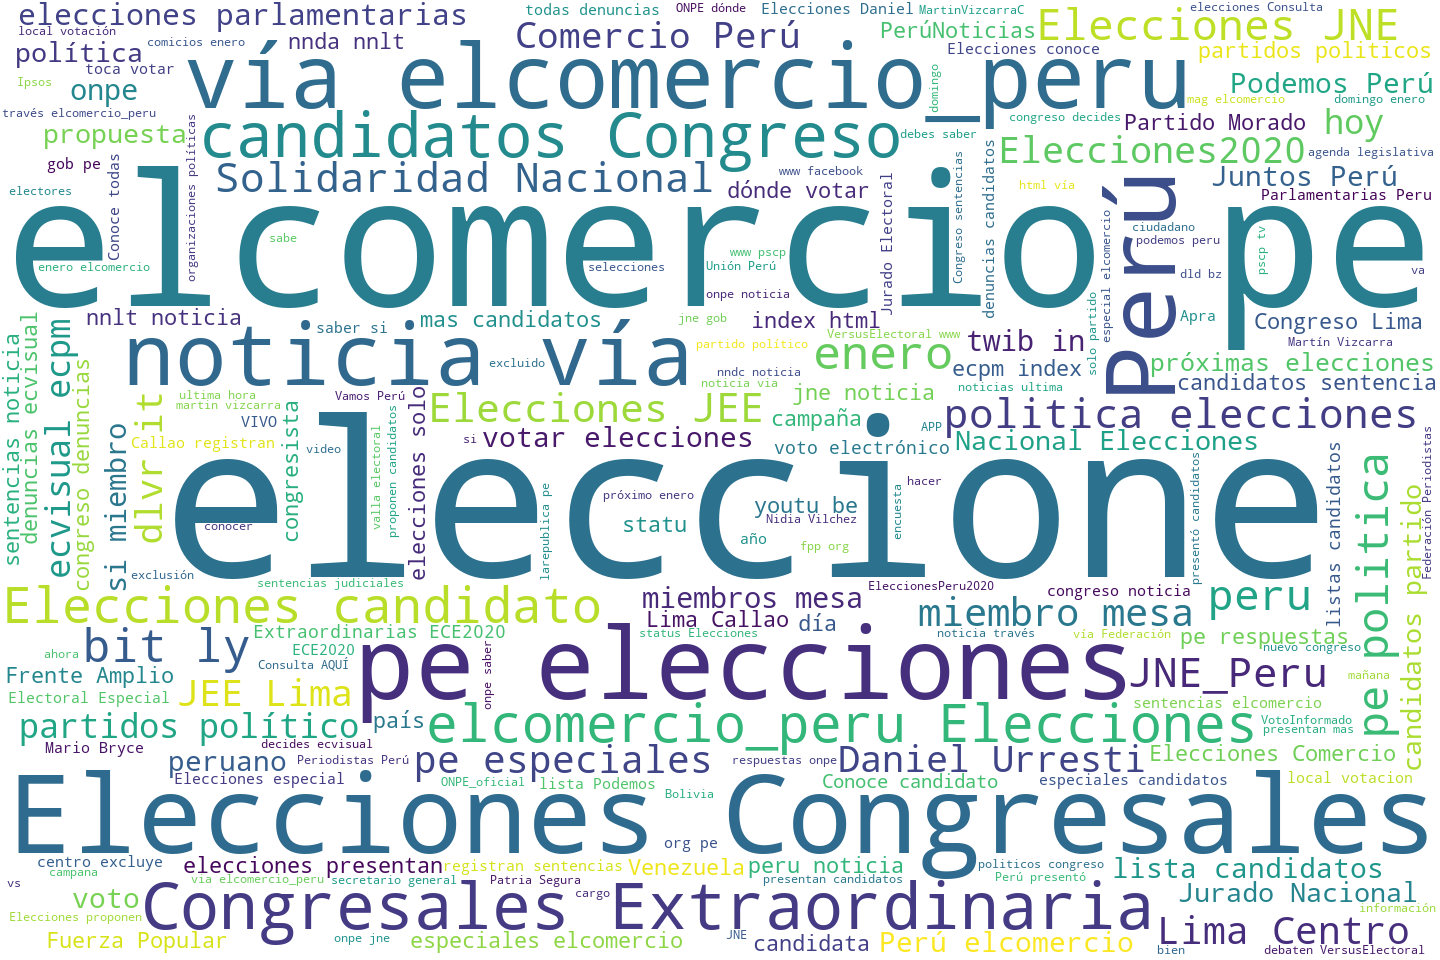 elecciones parlamentarias
todas denuncias
ONPE dónde
Elecciones Daniel
MartinVizcarraC
elecciones Consulta
local votación
comicios enero
nnda nnlt
Comercio Perú
PerúNoticias
Elecciones JNE
política
toca votar
Elecciones conoce
partidos politicos
Ipsos
onpe
vía elcomercio_peru
domingo
Podemos Perú
mag elcomercio
domingo enero
través elcomercio_peru
propuesta
organizaciones políticas
candidatos Congreso
congreso decides
debes saber
Partido Morado
hoy
gob pe
Conoce todas
Solidaridad Nacional
www facebook
dónde votar
Jurado Electoral
Congreso sentencias
denuncias candidatos
Elecciones2020
agenda legislativa
Juntos Perú
electores
html vía
Parlamentarias Peru
elcomercio pe
sabe
enero elcomercio
selecciones
www pscp
Unión Perú
onpe noticia
Perú
especial elcomercio
ciudadano
podemos peru
dld bz
pscp tv
va
nnlt noticia
saber si
mas candidatos
jne gob
index html
VersusElectoral www
twib in
solo partido
Apra
Congreso Lima
Martín Vizcarra
sentencias noticia
denuncias ecvisual
ecvisual ecpm
noticia vía
excluido
partido político
enero
ecpm index
próximas elecciones
congreso denuncias
nndc noticia
noticia via
jne noticia
noticias ultima
candidatos sentencia
ultima hora
martin vizcarra
Vamos Perú
si miembro
dlvr it
VIVO
Callao registran
congresista
video
valla electoral
proponen candidatos
elecciones solo
Elecciones JEE
campaña
APP
politica elecciones
si
votar elecciones
voto electrónico
Nacional Elecciones
eleccione
conocer
larepublica pe
próximo enero
statu
youtu be
Nidia Vilchez
año
fpp org
encuesta
hacer
presentó candidatos
listas candidatos
pe politica
candidatos partido
Federación Periodistas
exclusión
sentencias judiciales
Elecciones candidato
miembros mesa
EleccionesPeru2020
congreso noticia
peru
Lima Callao
día
miembro mesa
bit ly
Extraordinarias ECE2020
status Elecciones
noticia través
vía Federación
pe respuestas
nuevo congreso
ahora
ECE2020
Consulta AQUÍ
Frente Amplio
pe elecciones
onpe saber
JNE_Peru
mañana
Electoral Especial
JEE Lima
sentencias elcomercio
partidos político
país
elcomercio_peru Elecciones
VotoInformado
presentan mas
Mario Bryce
decides ecvisual
peruano
Periodistas Perú
pe especiales
respuestas onpe
Daniel Urresti
Elecciones Comercio
Elecciones especial
ONPE_oficial
lista Podemos
Bolivia
Conoce candidato
especiales candidatos
local votacion
Elecciones Congresales
org pe
centro excluye
campana
elecciones presentan
registran sentencias
Venezuela
peru noticia
politicos congreso
lista candidatos
vs
via elcomercio_peru
secretario general
Patria Segura
cargo
presentan candidatos
Perú presentó
voto
Congresales Extraordinaria
Jurado Nacional
Elecciones proponen
información
Fuerza Popular
onpe jne
especiales elcomercio
JNE
candidata
Perú elcomercio
Lima Centro
bien
debaten VersusElectoral